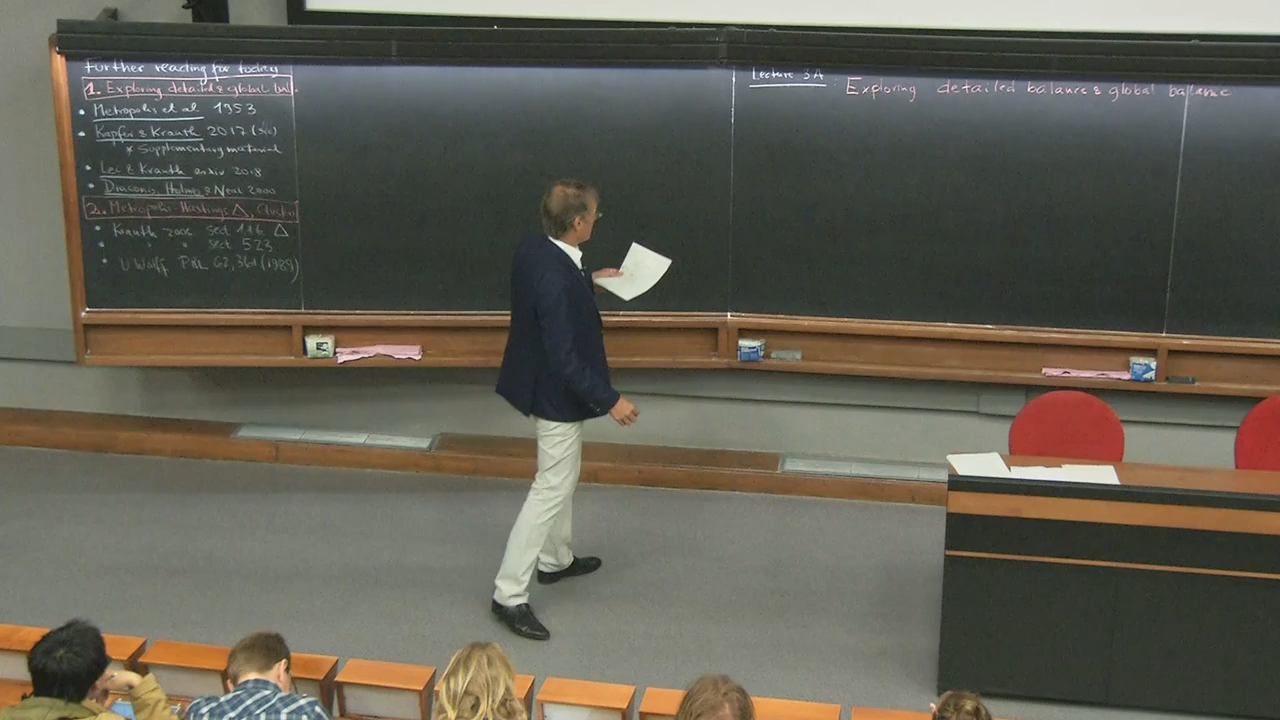 Further reading for today
1. Exploring detailed & global bal.
• Metropolis et al 1953
• Kapfer & Krauth 2017
* Supplementary material
• Lei & Krauth arxiv 2018
• Diaconis, Holmes & Neal 2000
2. Metropolis Hastings △, Cluster
• Krauth 2006 sect 1.1.6 △
• " " sect 5.2.3
• U Wolff PRL 62, 361 (1989)
Lecture 3A Exploring detailed balance & global balance